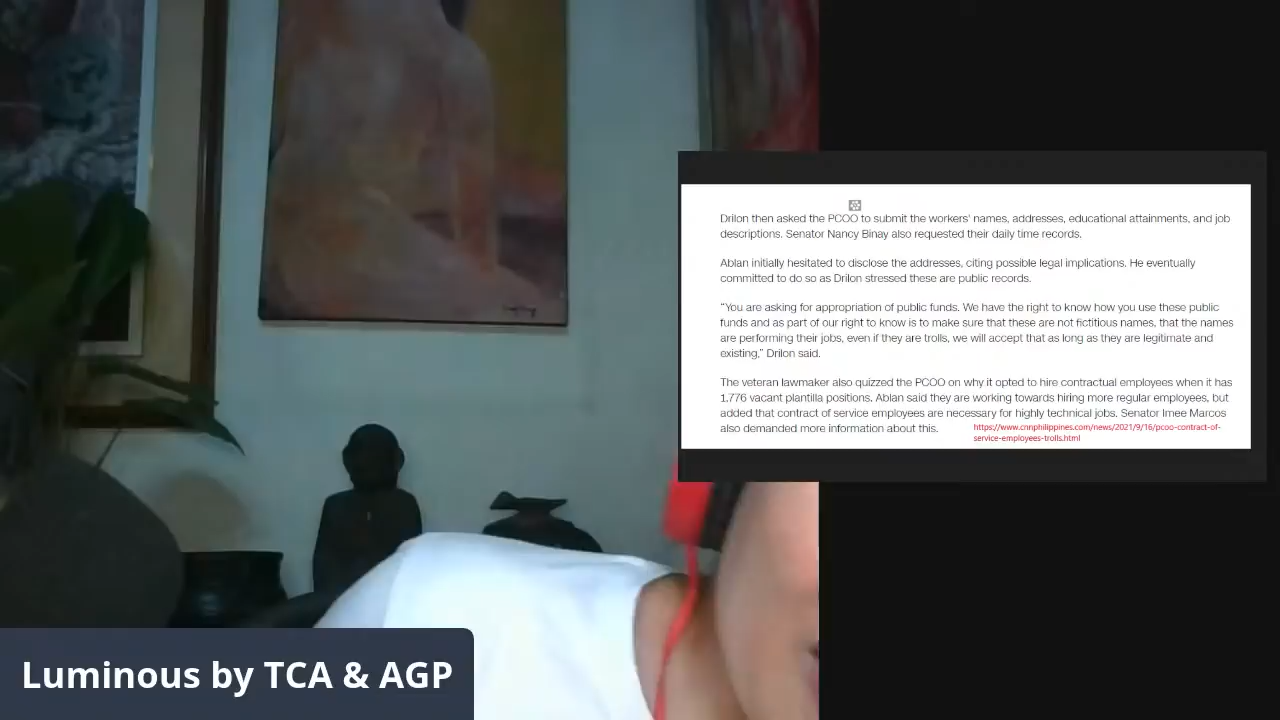 Drilon then asked the PCOO to submit the workers' names, addresses, educational attainments, and job
descriptions. Senator Nancy Binay also requested their daily time records.
Ablan initially hesitated to disclose the addresses, citing possible legal implications. He eventually
committed to do so as Drilon stressed these are public records.
“You are asking for appropriation of public funds. We have the right to know how you use these public
funds and as part of our right to know is to make sure that these are not fictitious names, that the names
are performing their jobs, even if they are trolls, we will accept that as long as they are legitimate and
existing,” Drilon said.
The veteran lawmaker also quizzed the PCOO on why it opted to hire contractual employees when it has
1,776 vacant plantilla positions. Ablan said they are working towards hiring more regular employees, but
added that contract of service employees are necessary for highly technical jobs. Senator Imee Marcos
also demanded more information about this.
https://www.cnnphilippines.com/news/2021/9/16/pcoo-contract-of-
service-employees-trolls.html
Luminous by TCA & AGP